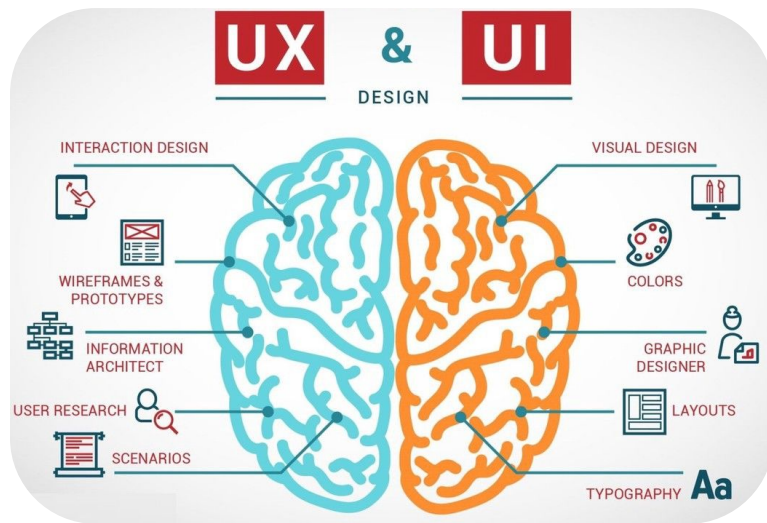 UX & UI
DESIGN
INTERACTION DESIGN
WIREFRAMES &
PROTOTYPES
INFORMATION
ARCHITECT
USER RESEARCH
SCENARIOS
VISUAL DESIGN
COLORS
GRAPHIC
DESIGNER
LAYOUTS
TYPOGRAPHY Aa